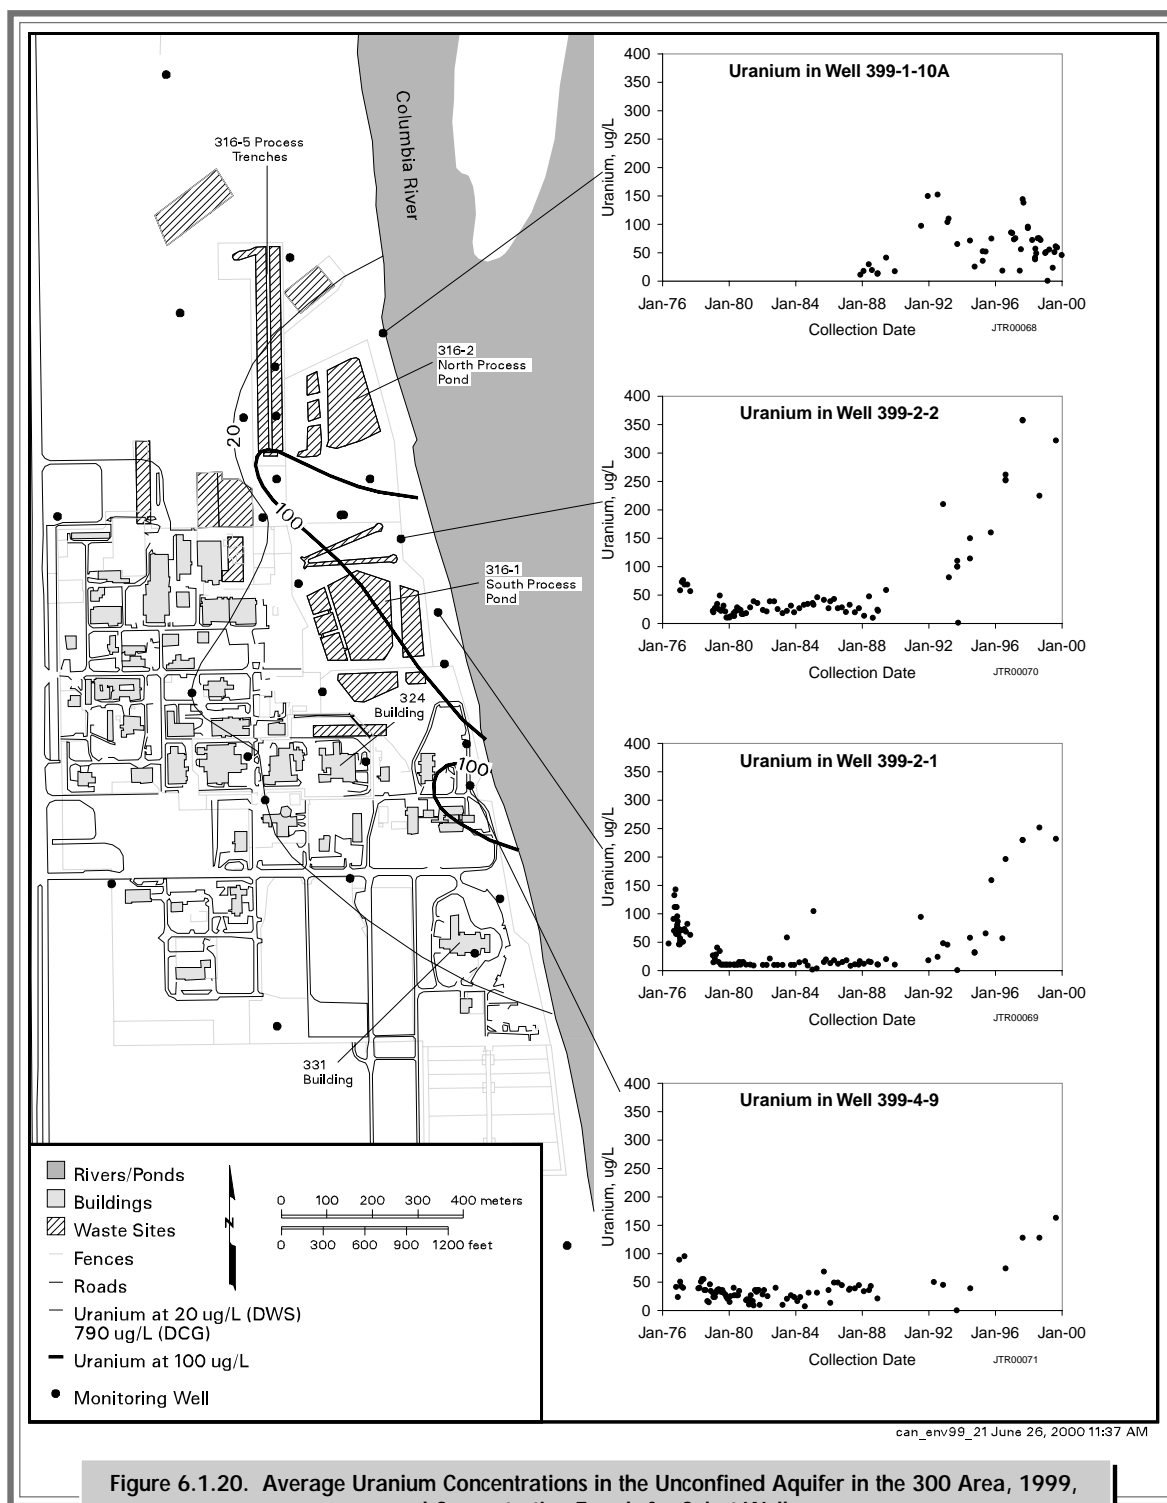 316-5 Process
Trenches
Columbia River
316-2
North Process
Pond
20
100
316-1
South Process
Pond
324
Building
100
331
Building
Uranium in Well 399-1-10A
Uranium, ug/L
400
350
300
250
200
150
100
50
0
Jan-76 Jan-80 Jan-84 Jan-88 Jan-92 Jan-96 Jan-00
Collection Date
JTR00068
Uranium in Well 399-2-2
Uranium, ug/L
400
350
300
250
200
150
100
50
0
Jan-76 Jan-80 Jan-84 Jan-88 Jan-92 Jan-96 Jan-00
Collection Date
JTR00070
Uranium in Well 399-2-1
Uranium, ug/L
400
350
300
250
200
150
100
50
0
Jan-76 Jan-80 Jan-84 Jan-88 Jan-92 Jan-96 Jan-00
Collection Date
JTR00069
Uranium in Well 399-4-9
Uranium, ug/L
400
350
300
250
200
150
100
50
0
Jan-76 Jan-80 Jan-84 Jan-88 Jan-92 Jan-96 Jan-00
Collection Date
JTR00071
Rivers/Ponds
Buildings
Waste Sites
Fences
Roads
Uranium at 20 ug/L (DWS)
790 ug/L (DCG)
Uranium at 100 ug/L
Monitoring Well
N
0 100 200 300 400 meters
0 300 600 900 1200 feet
can_env99_21 June 26, 2000 11:37 AM
Figure 6.1.20. Average Uranium Concentrations in the Unconfined Aquifer in the 300 Area, 1999,